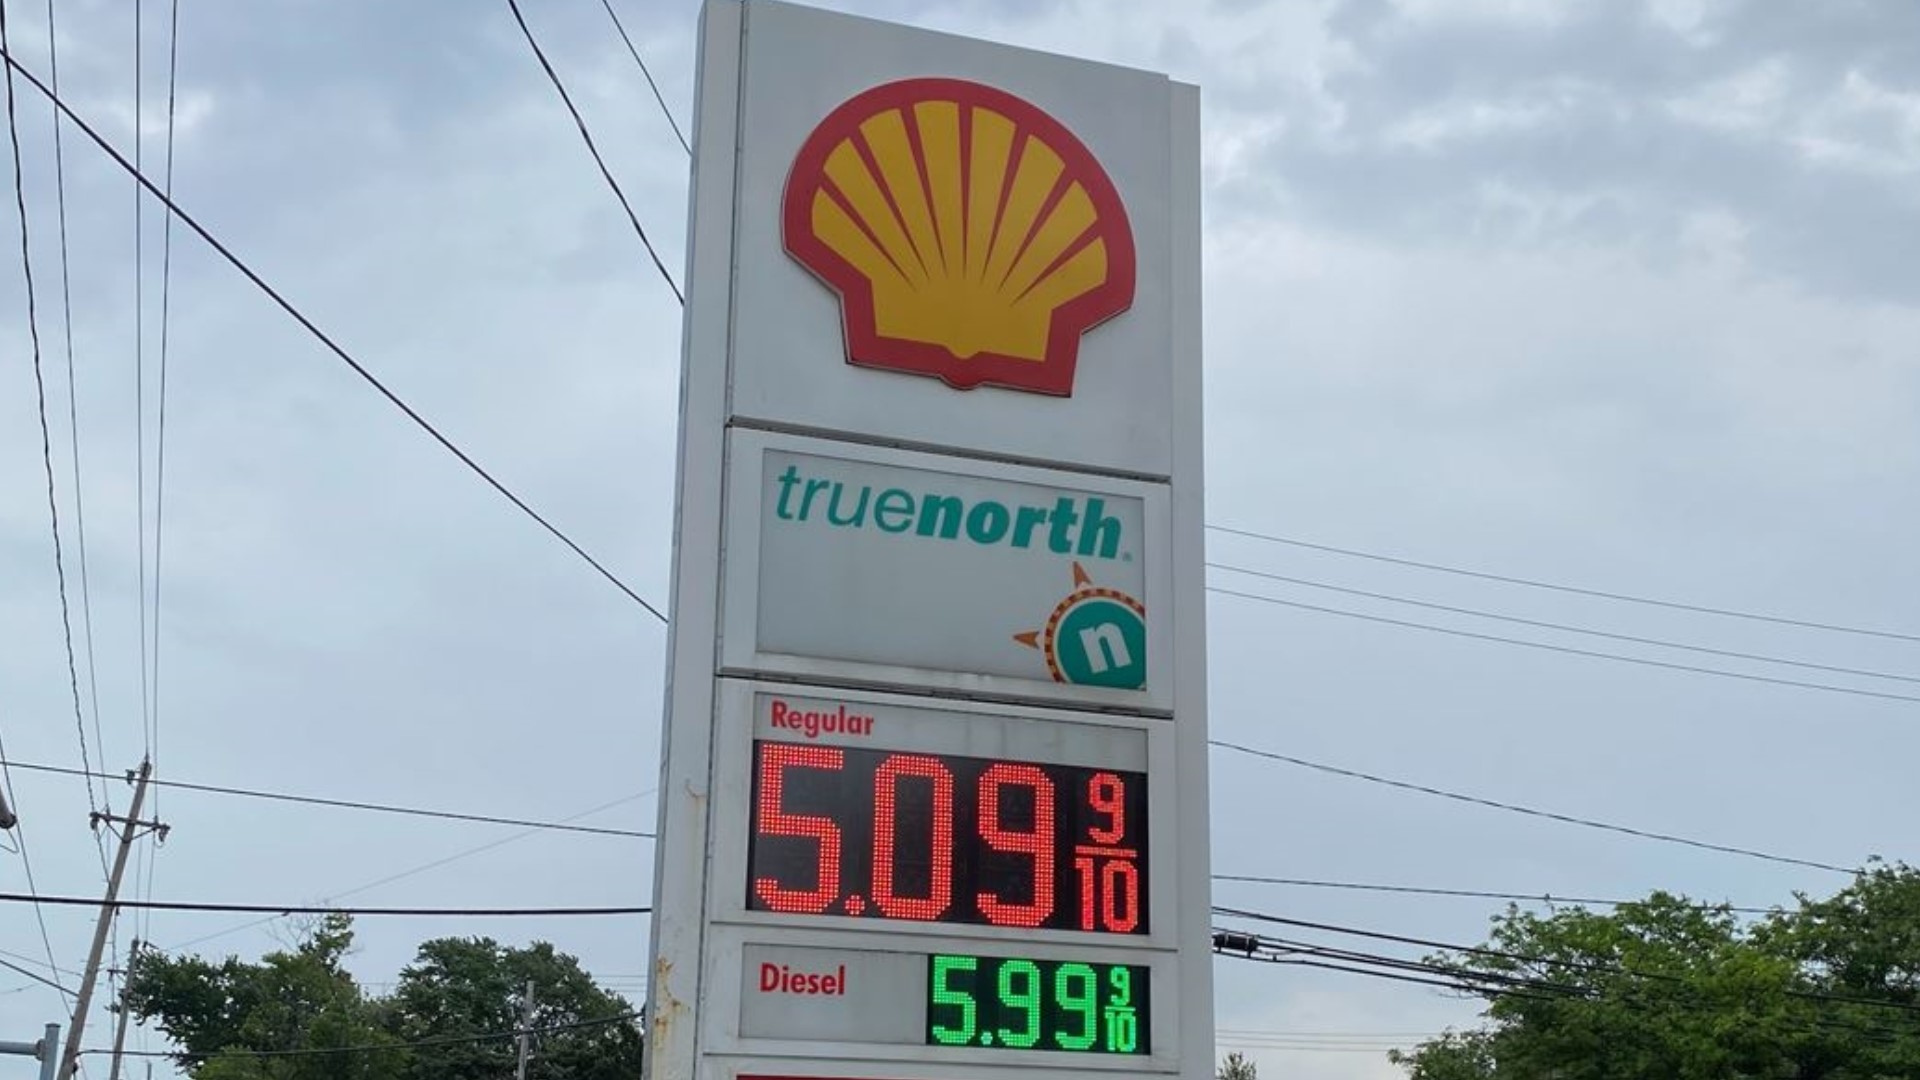 truenorth®
n
Regular
5.09 9/10
Diesel
5.99 9/10